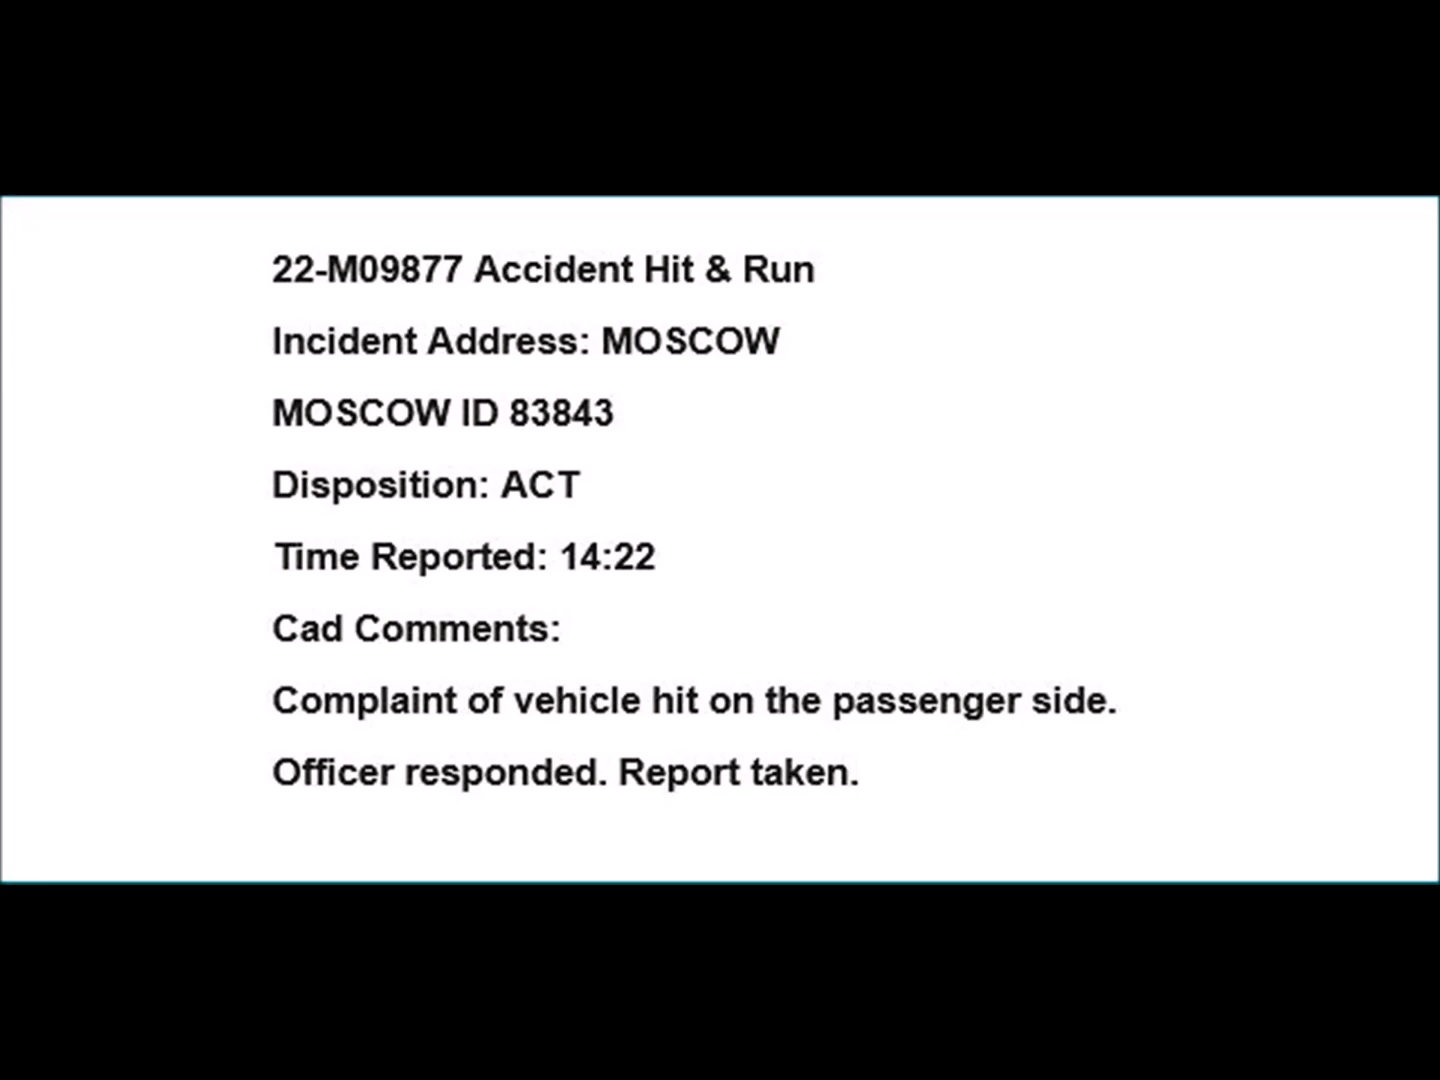 22-M09877 Accident Hit & Run
Incident Address: MOSCOW
MOSCOW ID 83843
Disposition: ACT
Time Reported: 14:22
Cad Comments:
Complaint of vehicle hit on the passenger side.
Officer responded. Report taken.